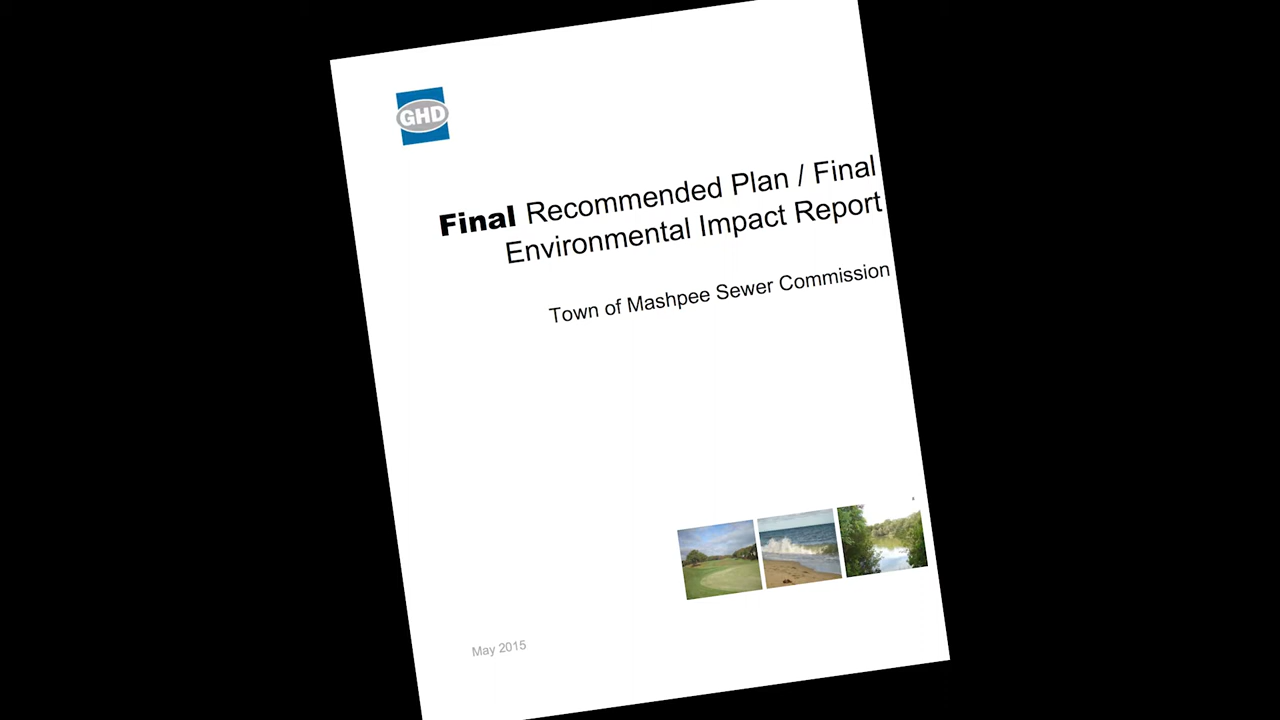 GHD
Final Recommended Plan / Final
Environmental Impact Report
Town of Mashpee Sewer Commission
May 2015